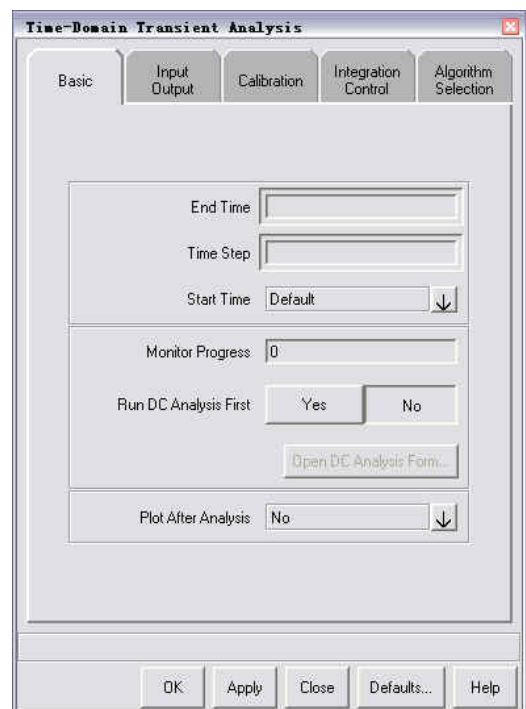 Time-Domain Transient Analysis
Basic
Input
Output
Calibration
Integration
Control
Algorithm
Selection
End Time
Time Step
Start Time Default
Monitor Progress 0
Run DC Analysis First Yes No
Open DC Analysis Form...
Plot After Analysis No
OK Apply Close Defaults... Help